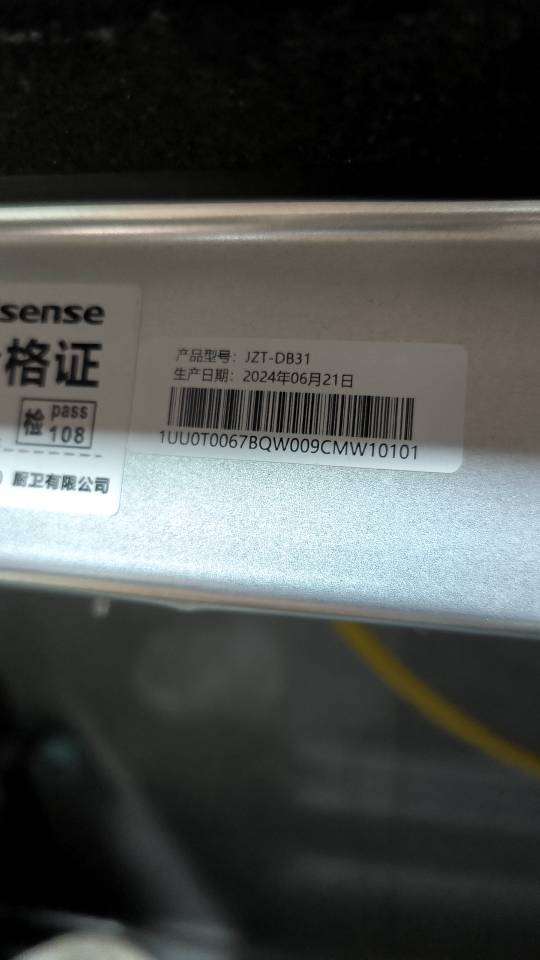 sense
格证
检 pass 108
厨卫有限公司
产品型号：JZT-DB31
生产日期：2024年06月21日
1UU0T0067BQW009CMW10101